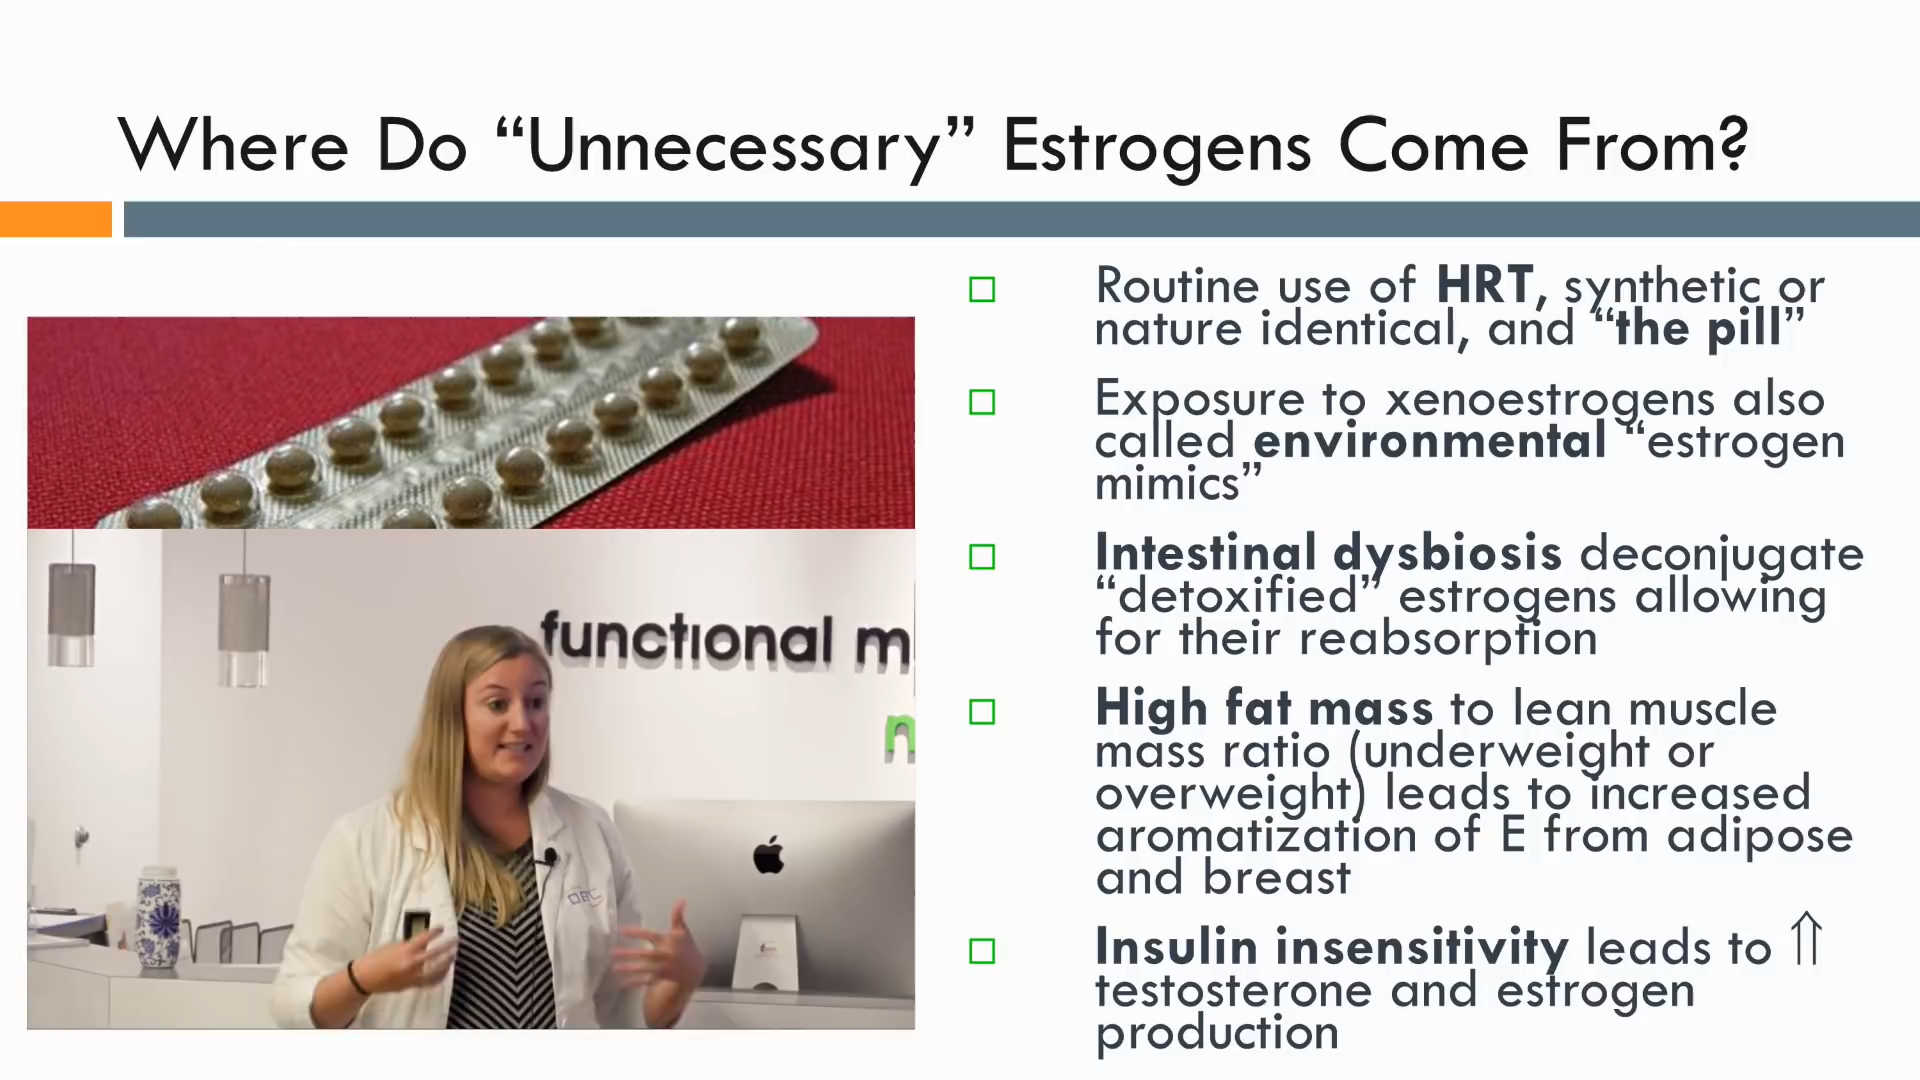 Where Do “Unnecessary” Estrogens Come From?
Routine use of HRT, synthetic or
nature identical, and “the pill”
Exposure to xenoestrogens also
called environmental “estrogen
mimics”
Intestinal dysbiosis deconjugate
“detoxified” estrogens allowing
for their reabsorption
High fat mass to lean muscle
mass ratio (underweight or
overweight) leads to increased
aromatization of E from adipose
and breast
Insulin insensitivity leads to ⇑
testosterone and estrogen
production
functional m
n